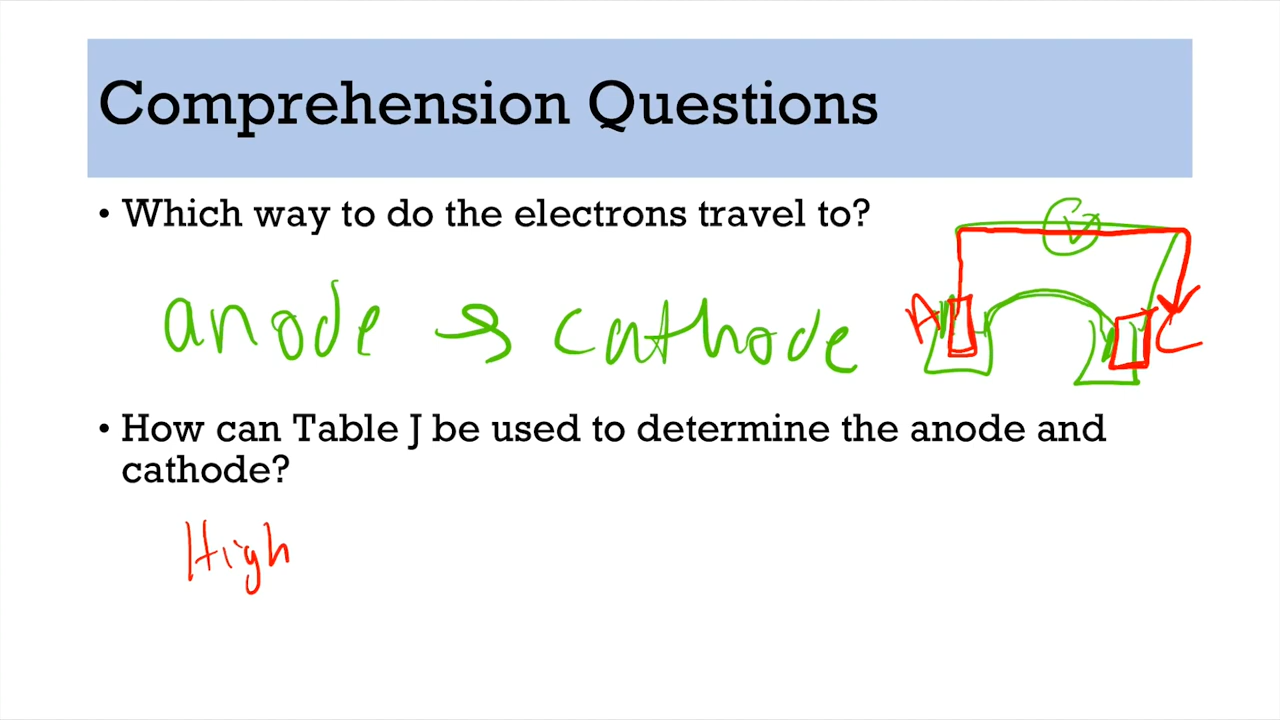 Comprehension Questions
• Which way to do the electrons travel to?
anode → cathode
A
V
C
• How can Table J be used to determine the anode and
cathode?
High